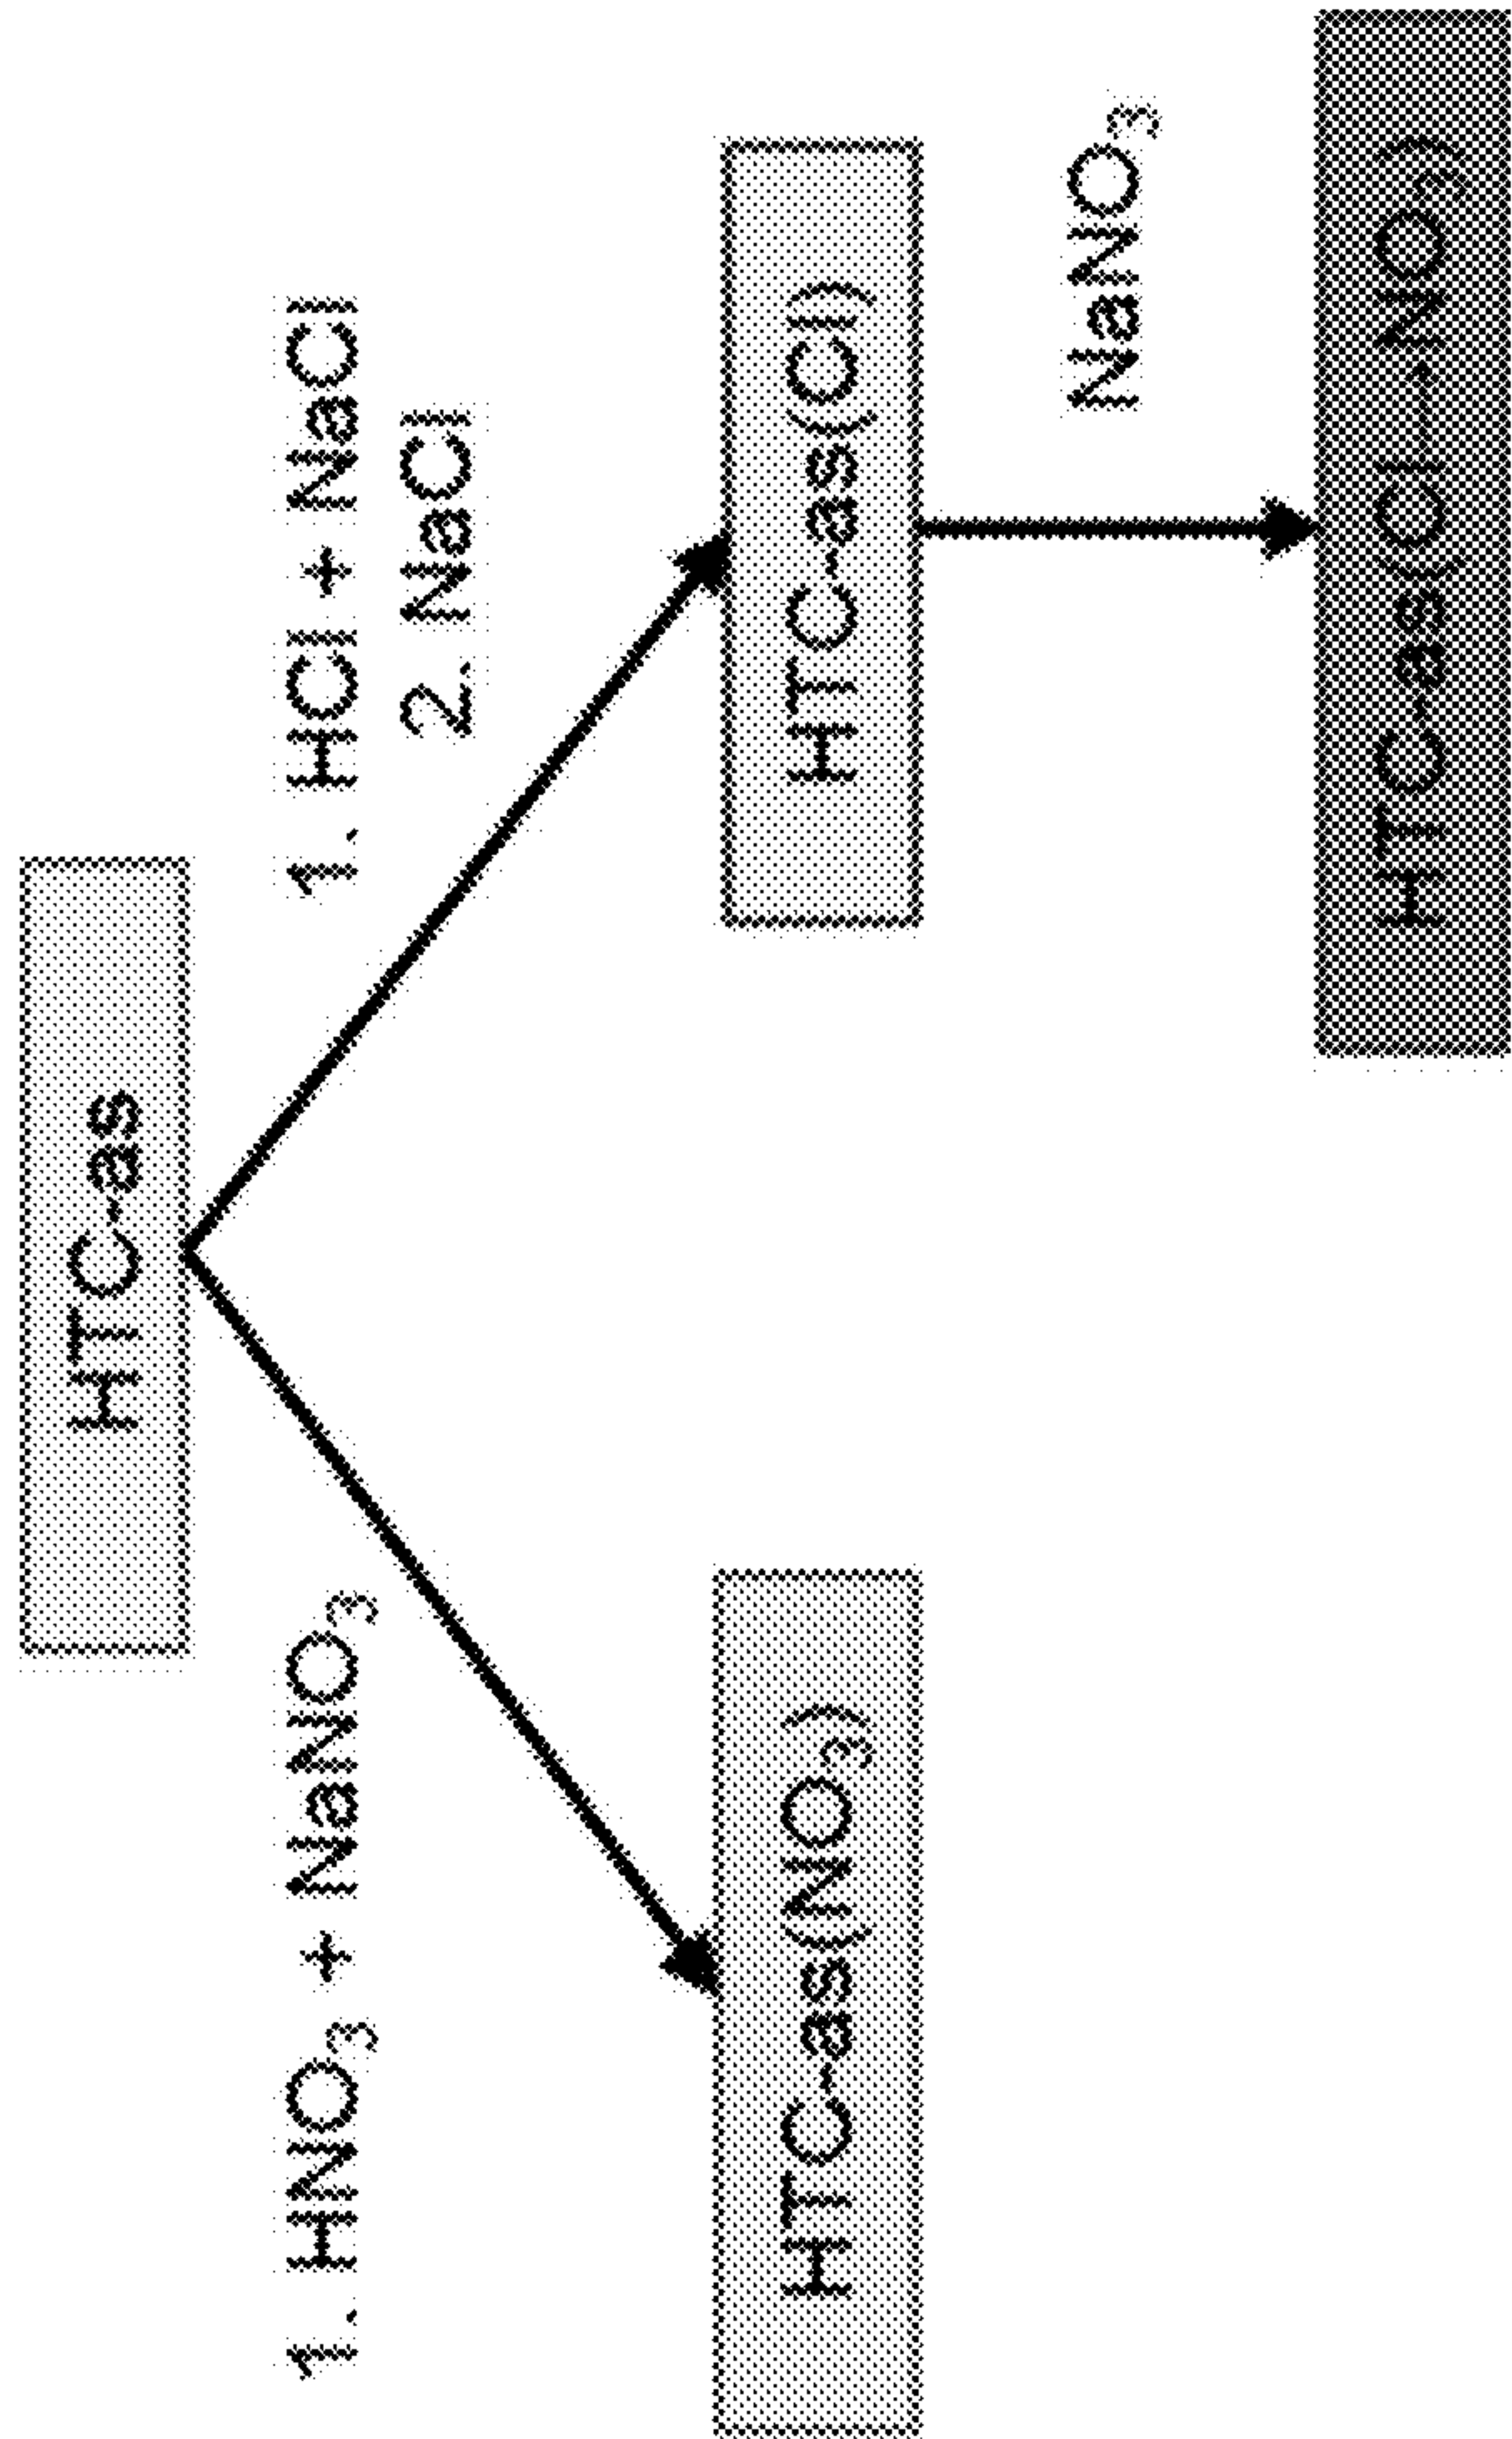 HTC-as
1. HNO₃ + NaNO₃
1. HCl + NaCl
2. NaCl
HTC-as(NO₃)
HTC-as(Cl)
NaNO₃
HTC-as(Cl→NO₃)